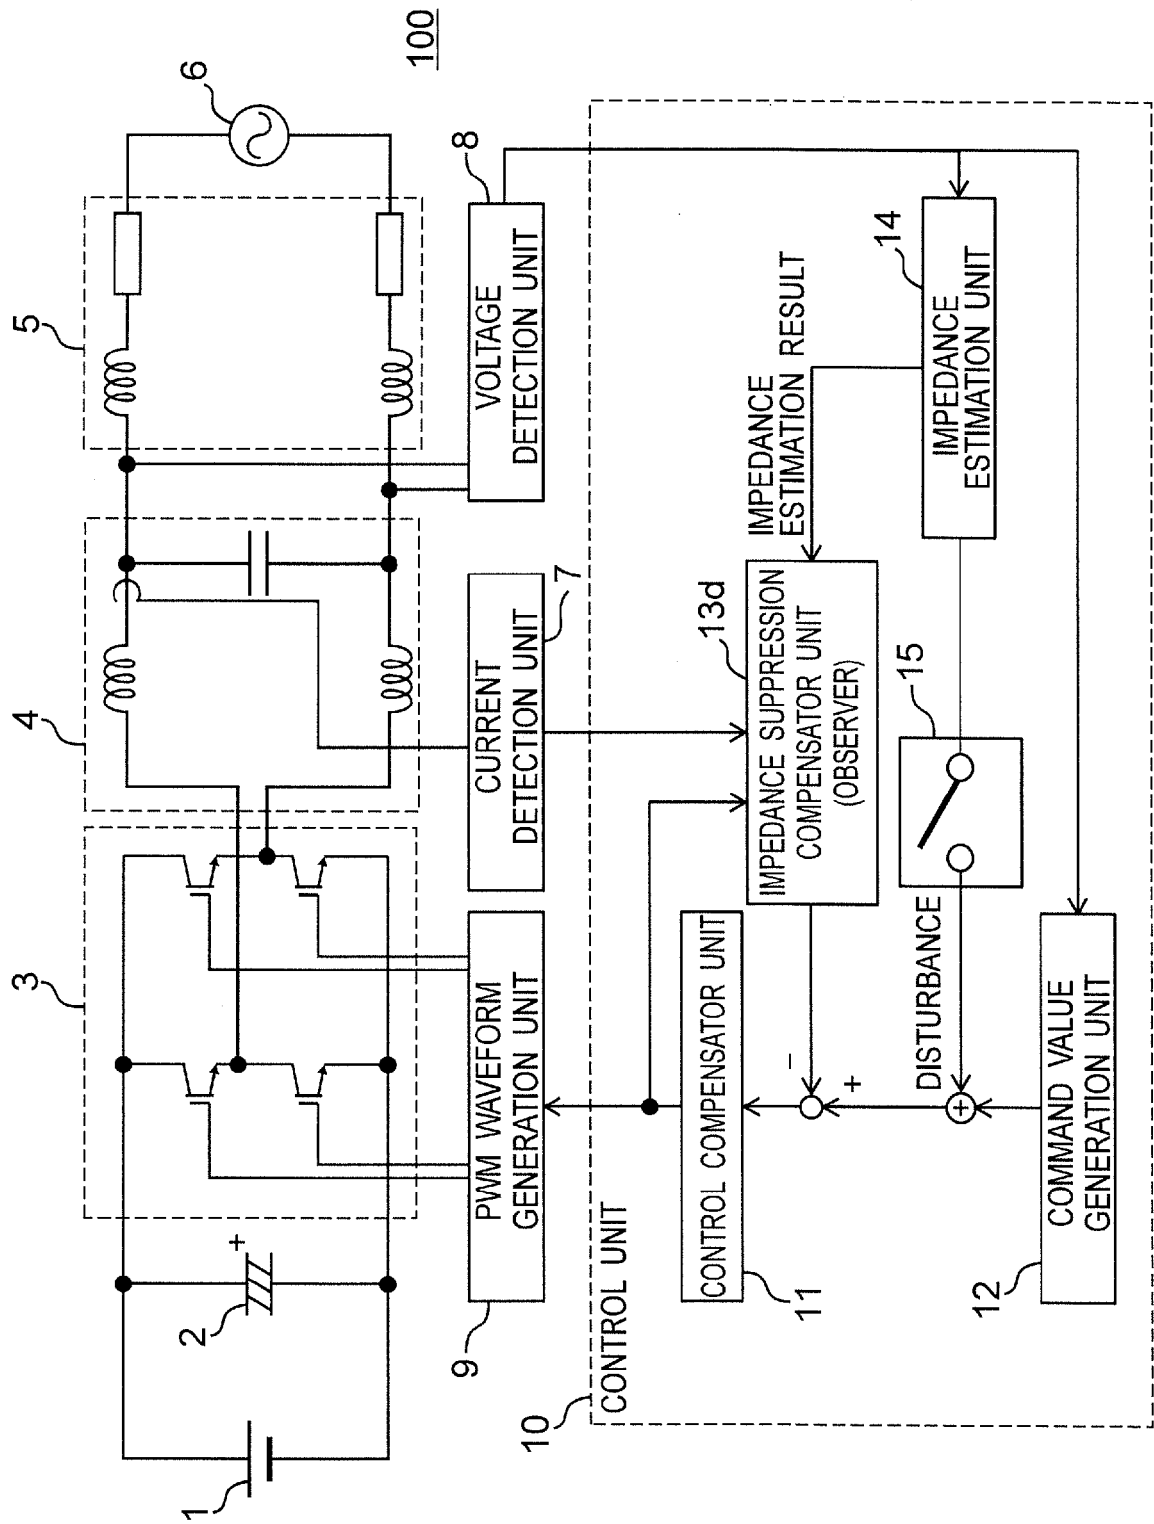 100
1
2
+
3
4
5
6
PWM WAVEFORM
GENERATION UNIT
9
CURRENT
DETECTION UNIT
7
VOLTAGE
DETECTION UNIT
8
10
CONTROL UNIT
CONTROL COMPENSATOR UNIT
11
IMPEDANCE SUPPRESSION
COMPENSATOR UNIT
(OBSERVER)
13d
IMPEDANCE
ESTIMATION RESULT
IMPEDANCE
ESTIMATION UNIT
14
15
DISTURBANCE
−
+
+
COMMAND VALUE
GENERATION UNIT
12